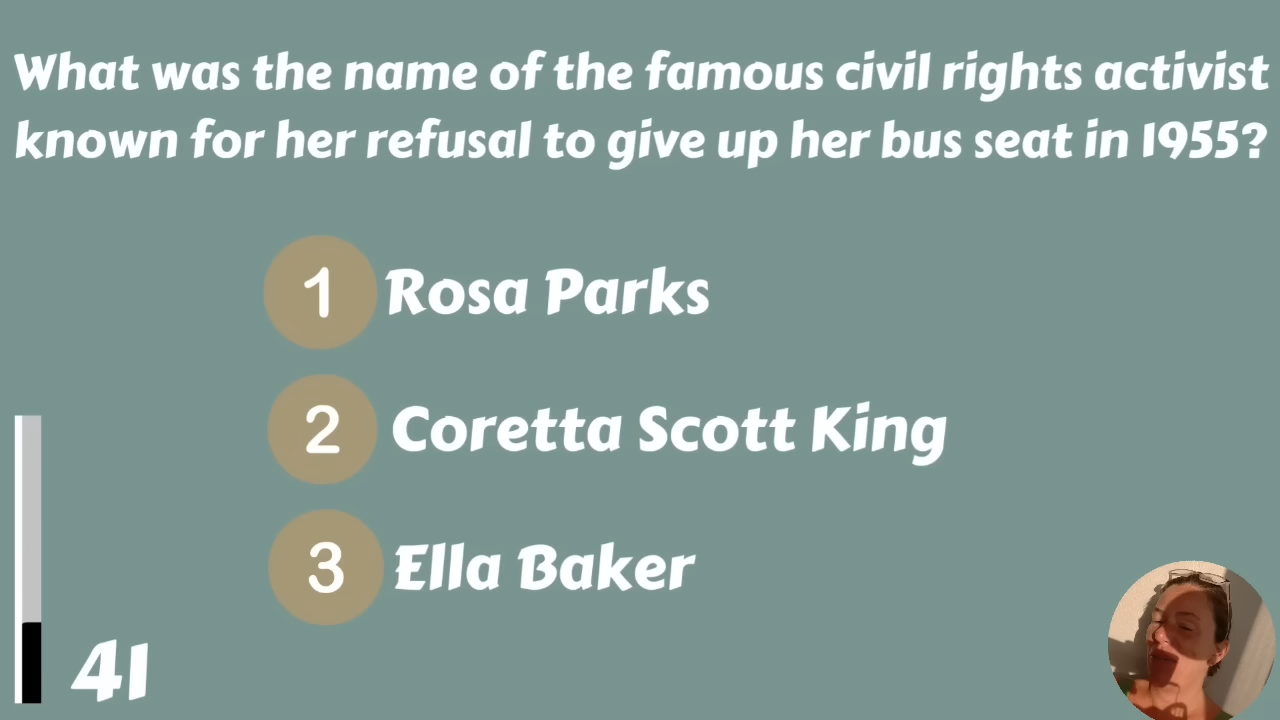 What was the name of the famous civil rights activist
known for her refusal to give up her bus seat in 1955?
1 Rosa Parks
2 Coretta Scott King
3 Ella Baker
41